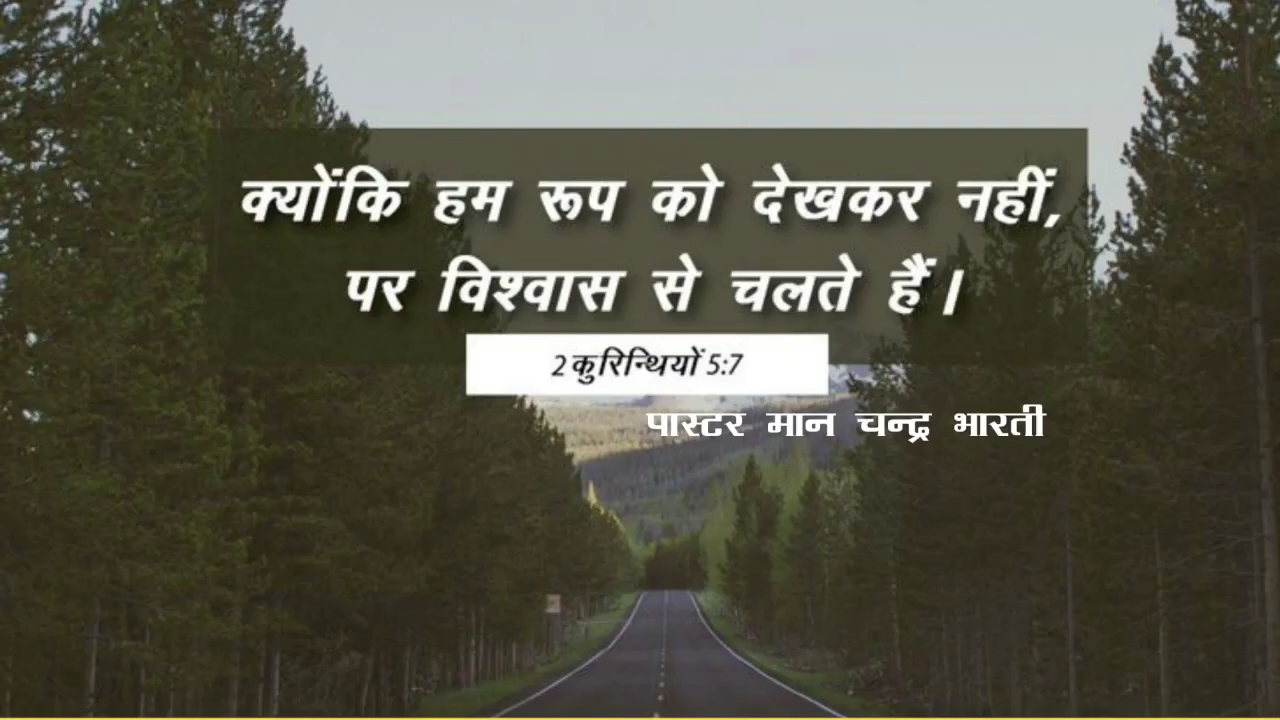 क्योंकि हम रूप को देखकर नहीं,
पर विश्वास से चलते हैं।
2 कुरिन्थियों 5:7
पास्टर मान चन्द्र भारती